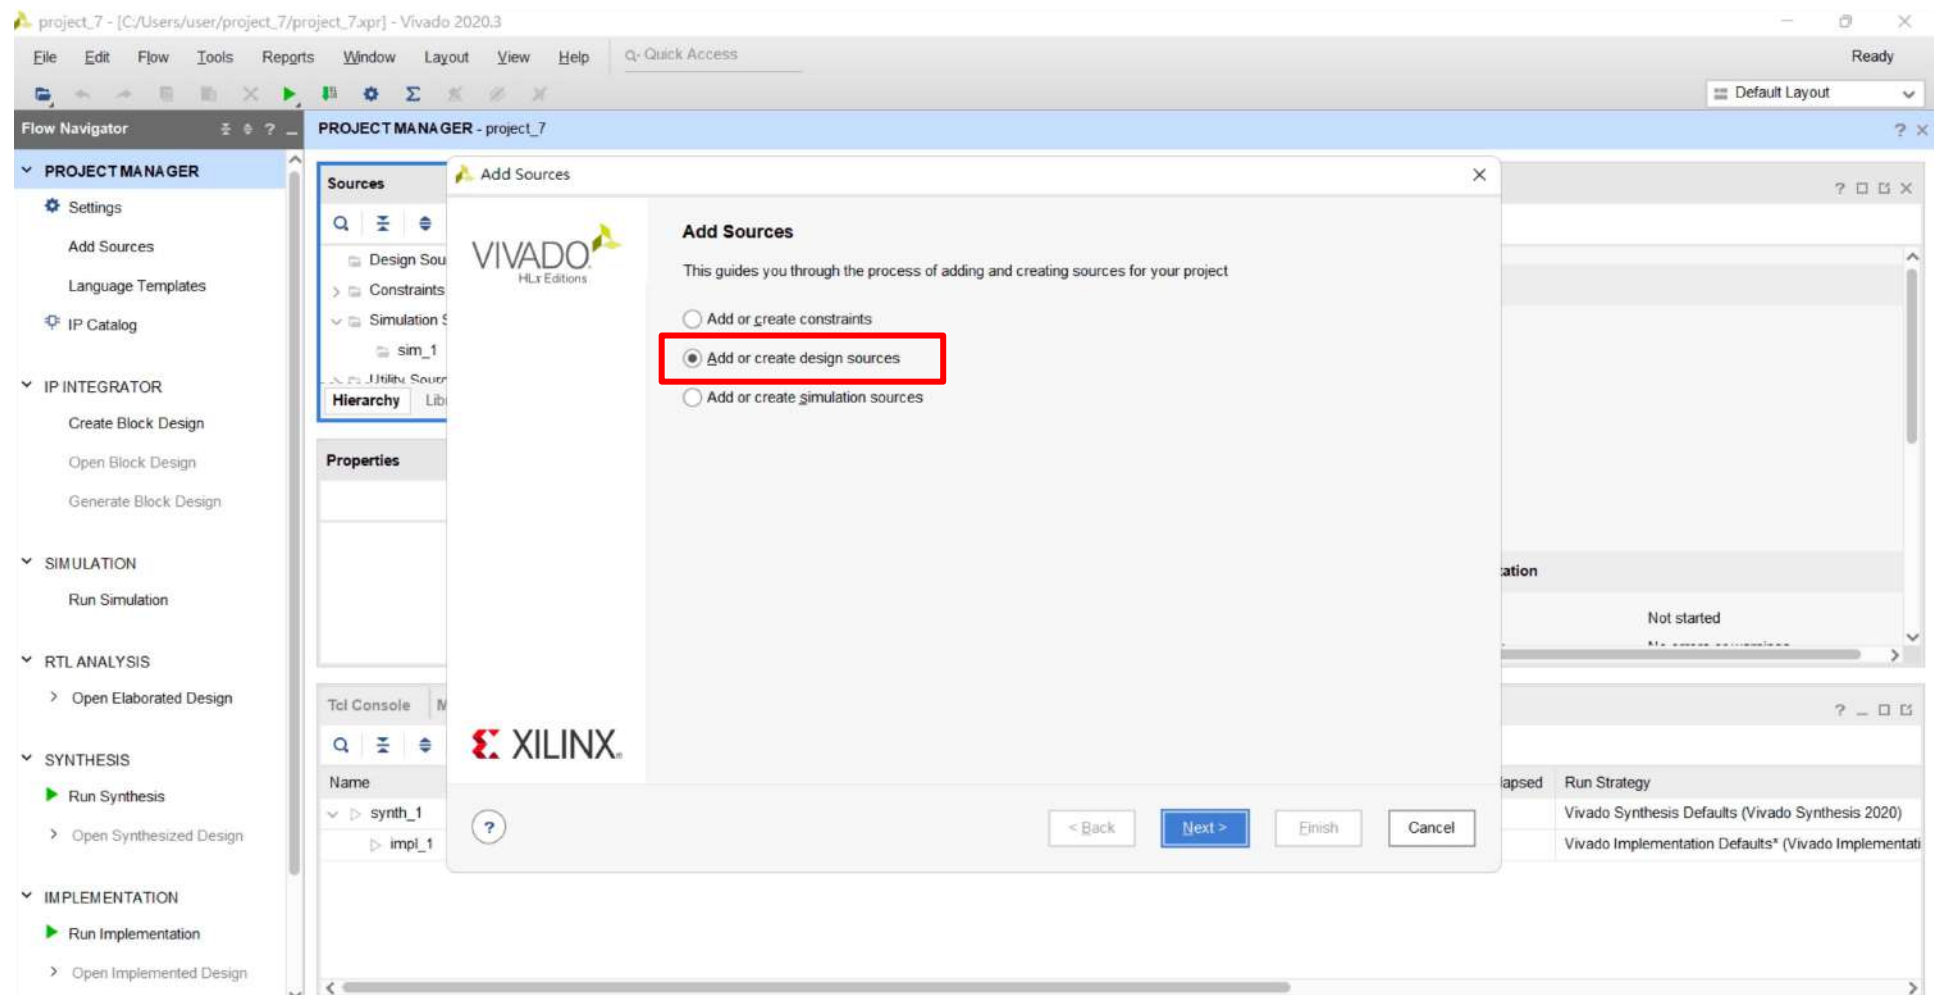 project_7 - [C:/Users/user/project_7/project_7.xpr] - Vivado 2020.3
File Edit Flow Tools Reports Window Layout View Help Quick Access
Ready
Default Layout
Flow Navigator
PROJECT MANAGER - project_7
PROJECT MANAGER
Settings
Add Sources
Language Templates
IP Catalog
IP INTEGRATOR
Create Block Design
Open Block Design
Generate Block Design
SIMULATION
Run Simulation
RTL ANALYSIS
Open Elaborated Design
SYNTHESIS
Run Synthesis
Open Synthesized Design
IMPLEMENTATION
Run Implementation
Open Implemented Design
Sources
Design Sou
Constraints
Simulation S
sim_1
Utility Sour
Hierarchy Lib
Properties
Tcl Console M
Name
synth_1
impl_1
Add Sources
VIVADO
HLx Editions
XILINX
Add Sources
This guides you through the process of adding and creating sources for your project
Add or create constraints
Add or create design sources
Add or create simulation sources
? < Back Next > Finish Cancel
tation
Not started
lapsed Run Strategy
Vivado Synthesis Defaults (Vivado Synthesis 2020)
Vivado Implementation Defaults* (Vivado Implementati